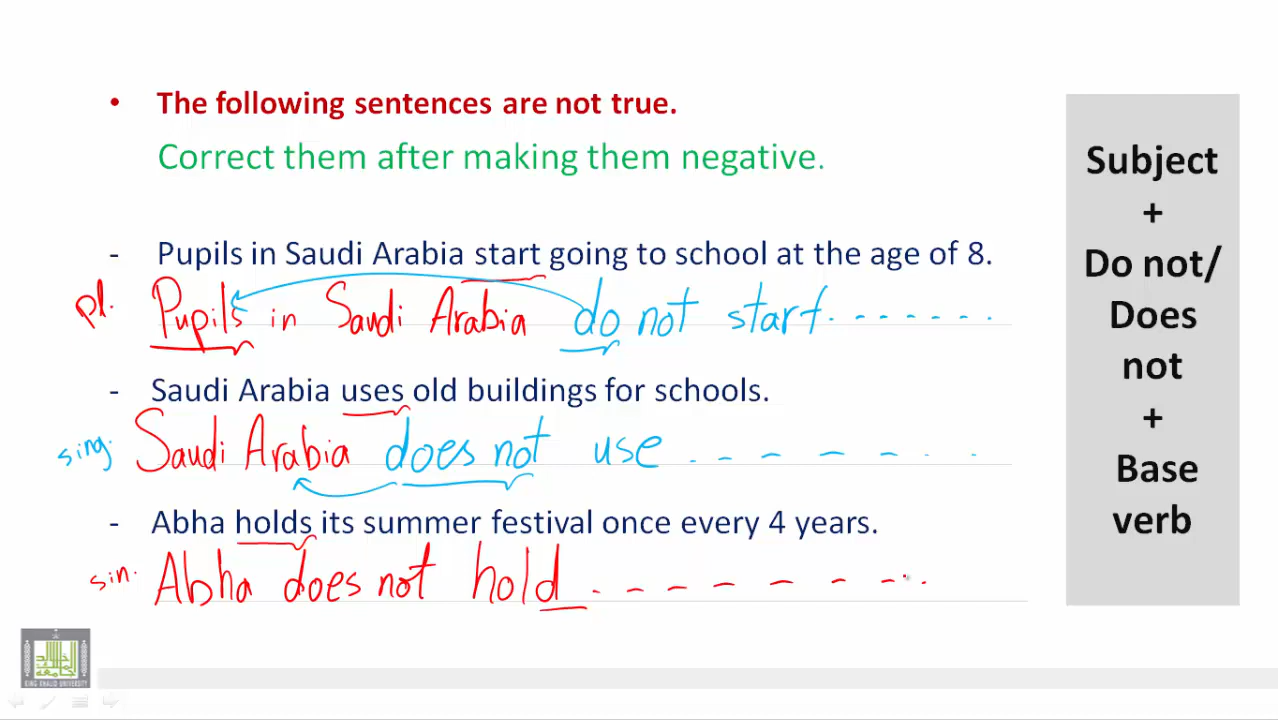 • The following sentences are not true.
Correct them after making them negative.
- Pupils in Saudi Arabia start going to school at the age of 8.
pl. Pupils in Saudi Arabia do not start.......
- Saudi Arabia uses old buildings for schools.
sing. Saudi Arabia does not use . - - - - . .
- Abha holds its summer festival once every 4 years.
sin. Abha does not hold . - - - - - - .
Subject
+
Do not/
Does
not
+
Base
verb
KING KHALID UNIVERSITY